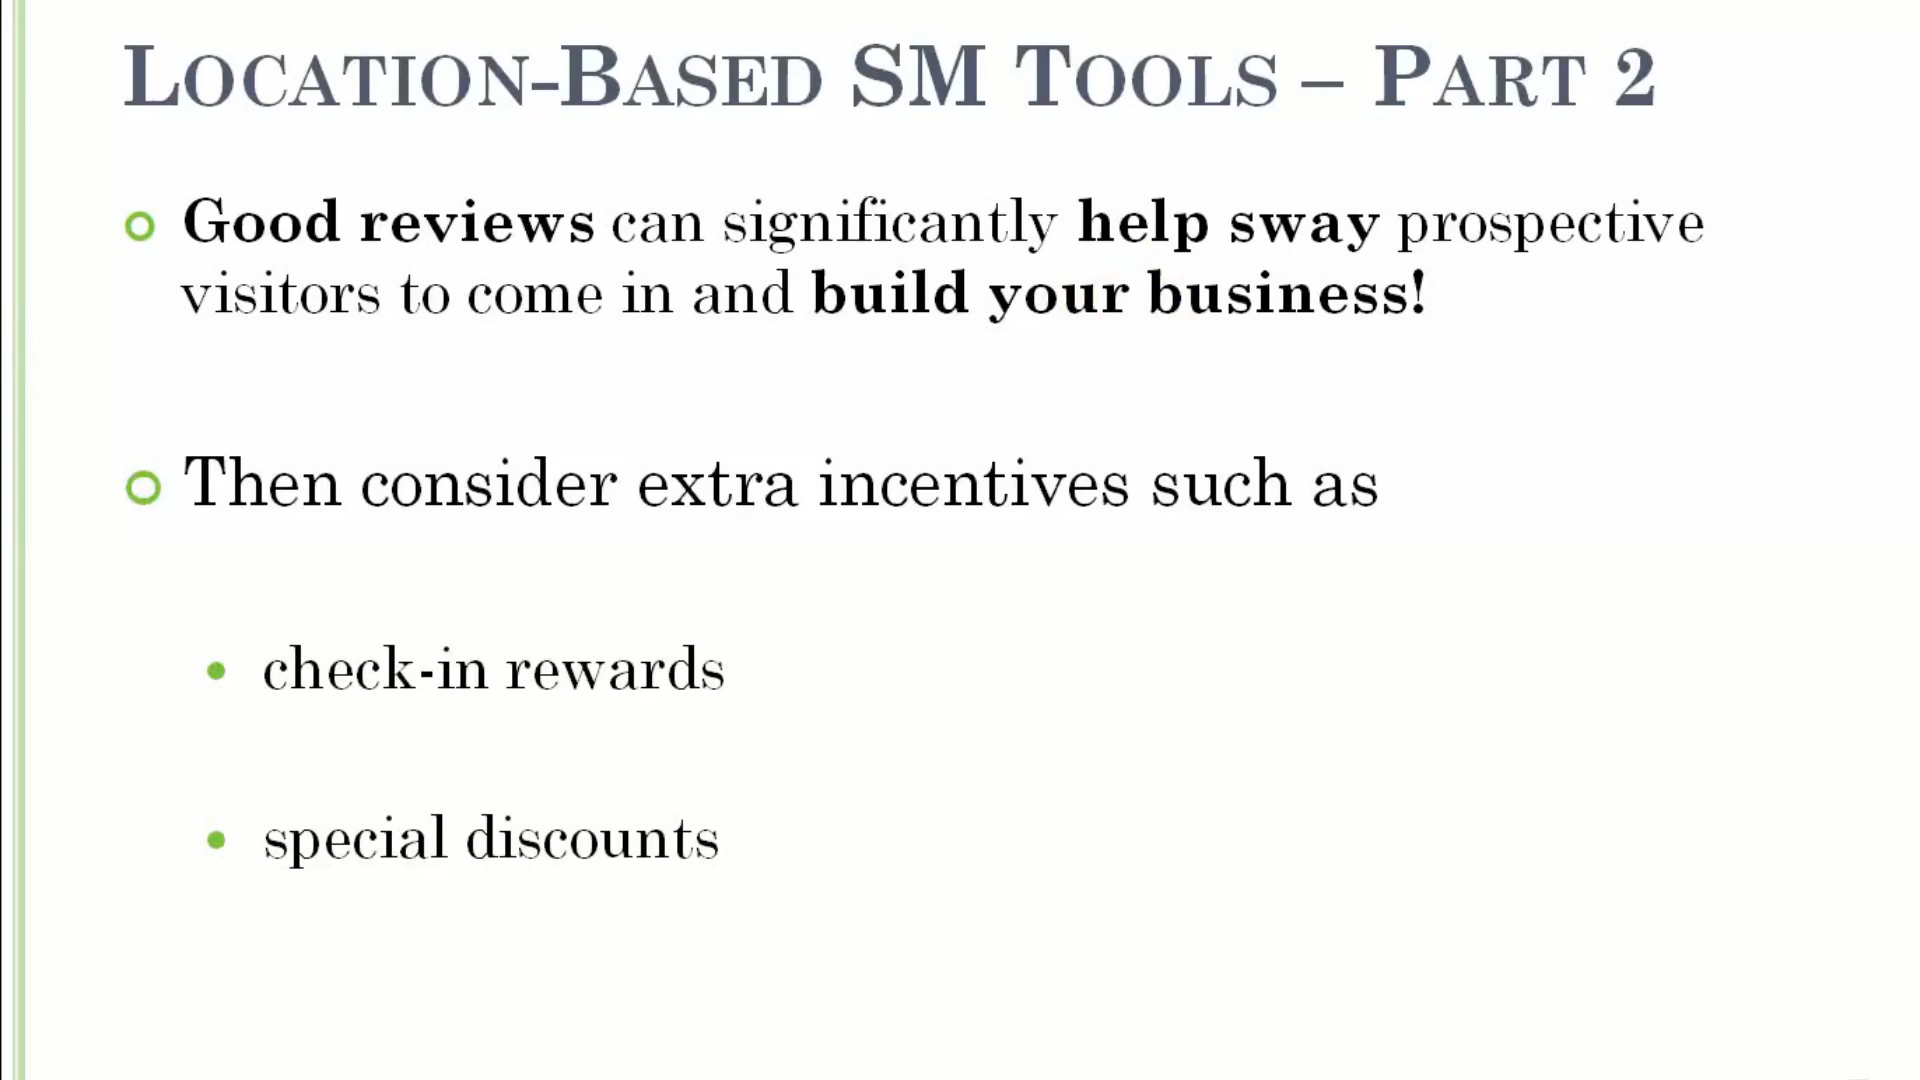 LOCATION-BASED SM TOOLS – PART 2
Good reviews can significantly help sway prospective
visitors to come in and build your business!
Then consider extra incentives such as
check-in rewards
special discounts